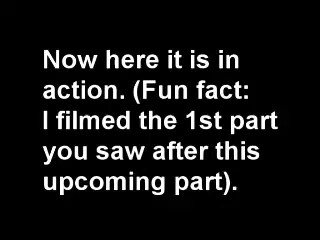 Now here it is in
action. (Fun fact:
I filmed the 1st part
you saw after this
upcoming part).